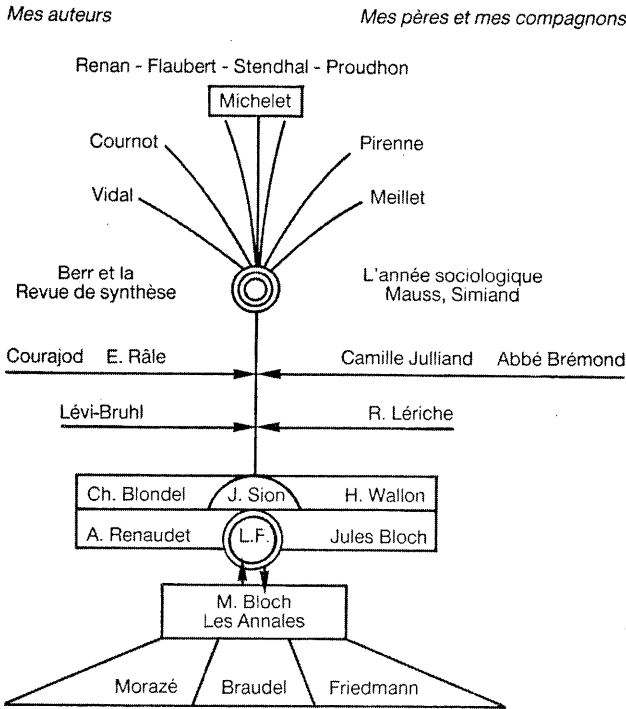 Mes auteurs
Mes pères et mes compagnons
Renan - Flaubert - Stendhal - Proudhon
Michelet
Cournot
Pirenne
Vidal
Meillet
Berr et la
Revue de synthèse
L'année sociologique
Mauss, Simiand
Courajod E. Râle
Camille Julliand Abbé Brémond
Lévi-Bruhl
R. Lériche
Ch. Blondel
J. Sion
H. Wallon
A. Renaudet
L.F.
Jules Bloch
M. Bloch
Les Annales
Morazé
Braudel
Friedmann